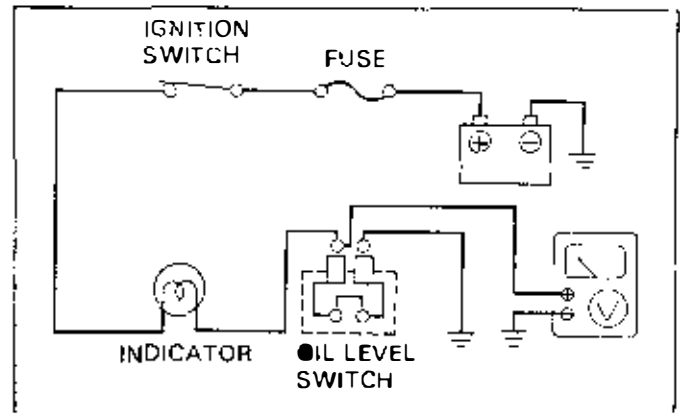 IGNITION
SWITCH
FUSE
+ −
INDICATOR
OIL LEVEL
SWITCH
+
−
V